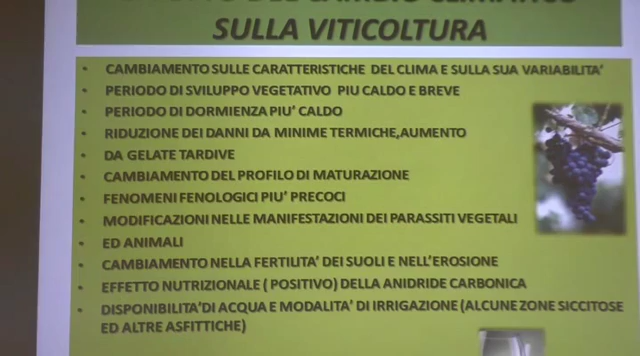 SULLA VITICOLTURA
• CAMBIAMENTO SULLE CARATTERISTICHE DEL CLIMA E SULLA SUA VARIABILITA'
• PERIODO DI SVILUPPO VEGETATIVO PIU CALDO E BREVE
• PERIODO DI DORMIENZA PIU' CALDO
• RIDUZIONE DEI DANNI DA MINIME TERMICHE,AUMENTO
• DA GELATE TARDIVE
• CAMBIAMENTO DEL PROFILO DI MATURAZIONE
• FENOMENI FENOLOGICI PIU' PRECOCI
• MODIFICAZIONI NELLE MANIFESTAZIONI DEI PARASSITI VEGETALI
• ED ANIMALI
• CAMBIAMENTO NELLA FERTILITA' DEI SUOLI E NELL'EROSIONE
• EFFETTO NUTRIZIONALE ( POSITIVO) DELLA ANIDRIDE CARBONICA
• DISPONIBILITA'DI ACQUA E MODALITA' DI IRRIGAZIONE (ALCUNE ZONE SICCITOSE
ED ALTRE ASFITTICHE)